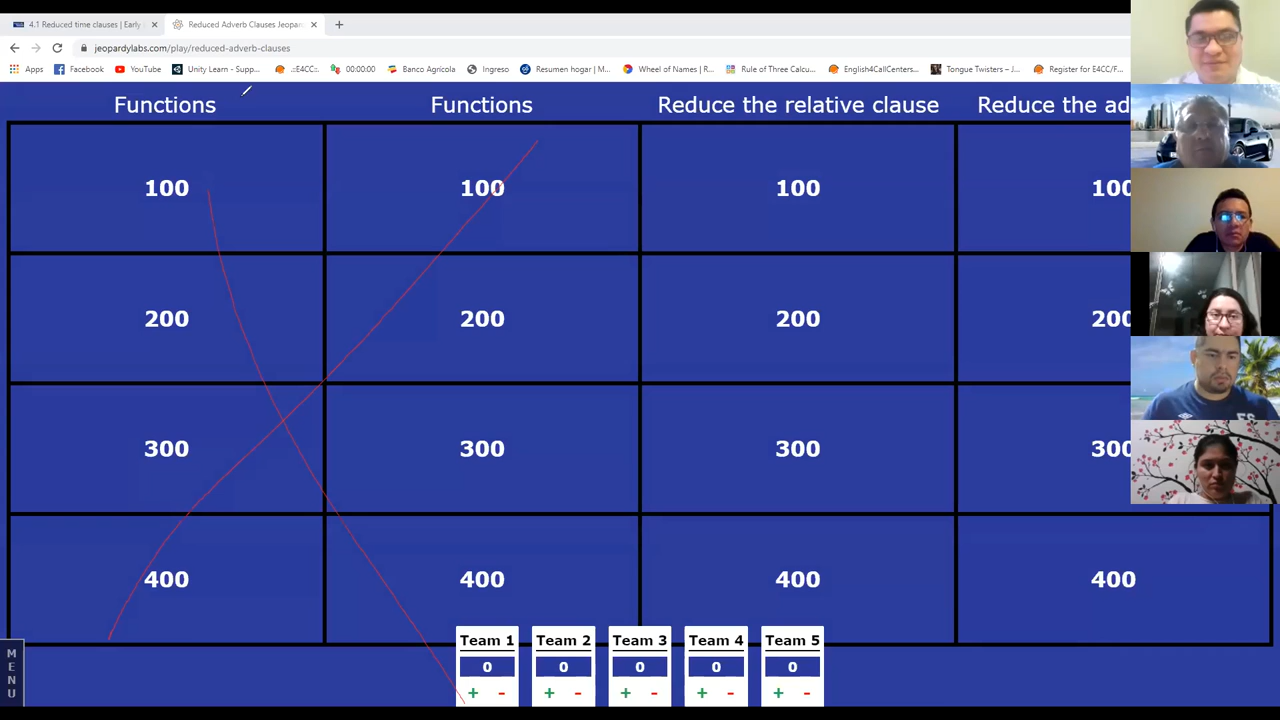 4.1 Reduced time clauses | Early
Reduced Adverb Clauses Jeopar
jeopardylabs.com/play/reduced-adverb-clauses
Apps Facebook YouTube Unity Learn - Supp... .:E4CC:. 00:00:00 Banco Agrícola Ingreso Resumen hogar | M... Wheel of Names | R... Rule of Three Calcu... English4CallCenters... Tongue Twisters – J... Register for E4CC/F...
Functions Functions Reduce the relative clause Reduce the ad
100 100 100 100
200 200 200 200
300 300 300 300
400 400 400 400
Team 1 Team 2 Team 3 Team 4 Team 5
0 0 0 0 0
+ - + - + - + - + -
MENU